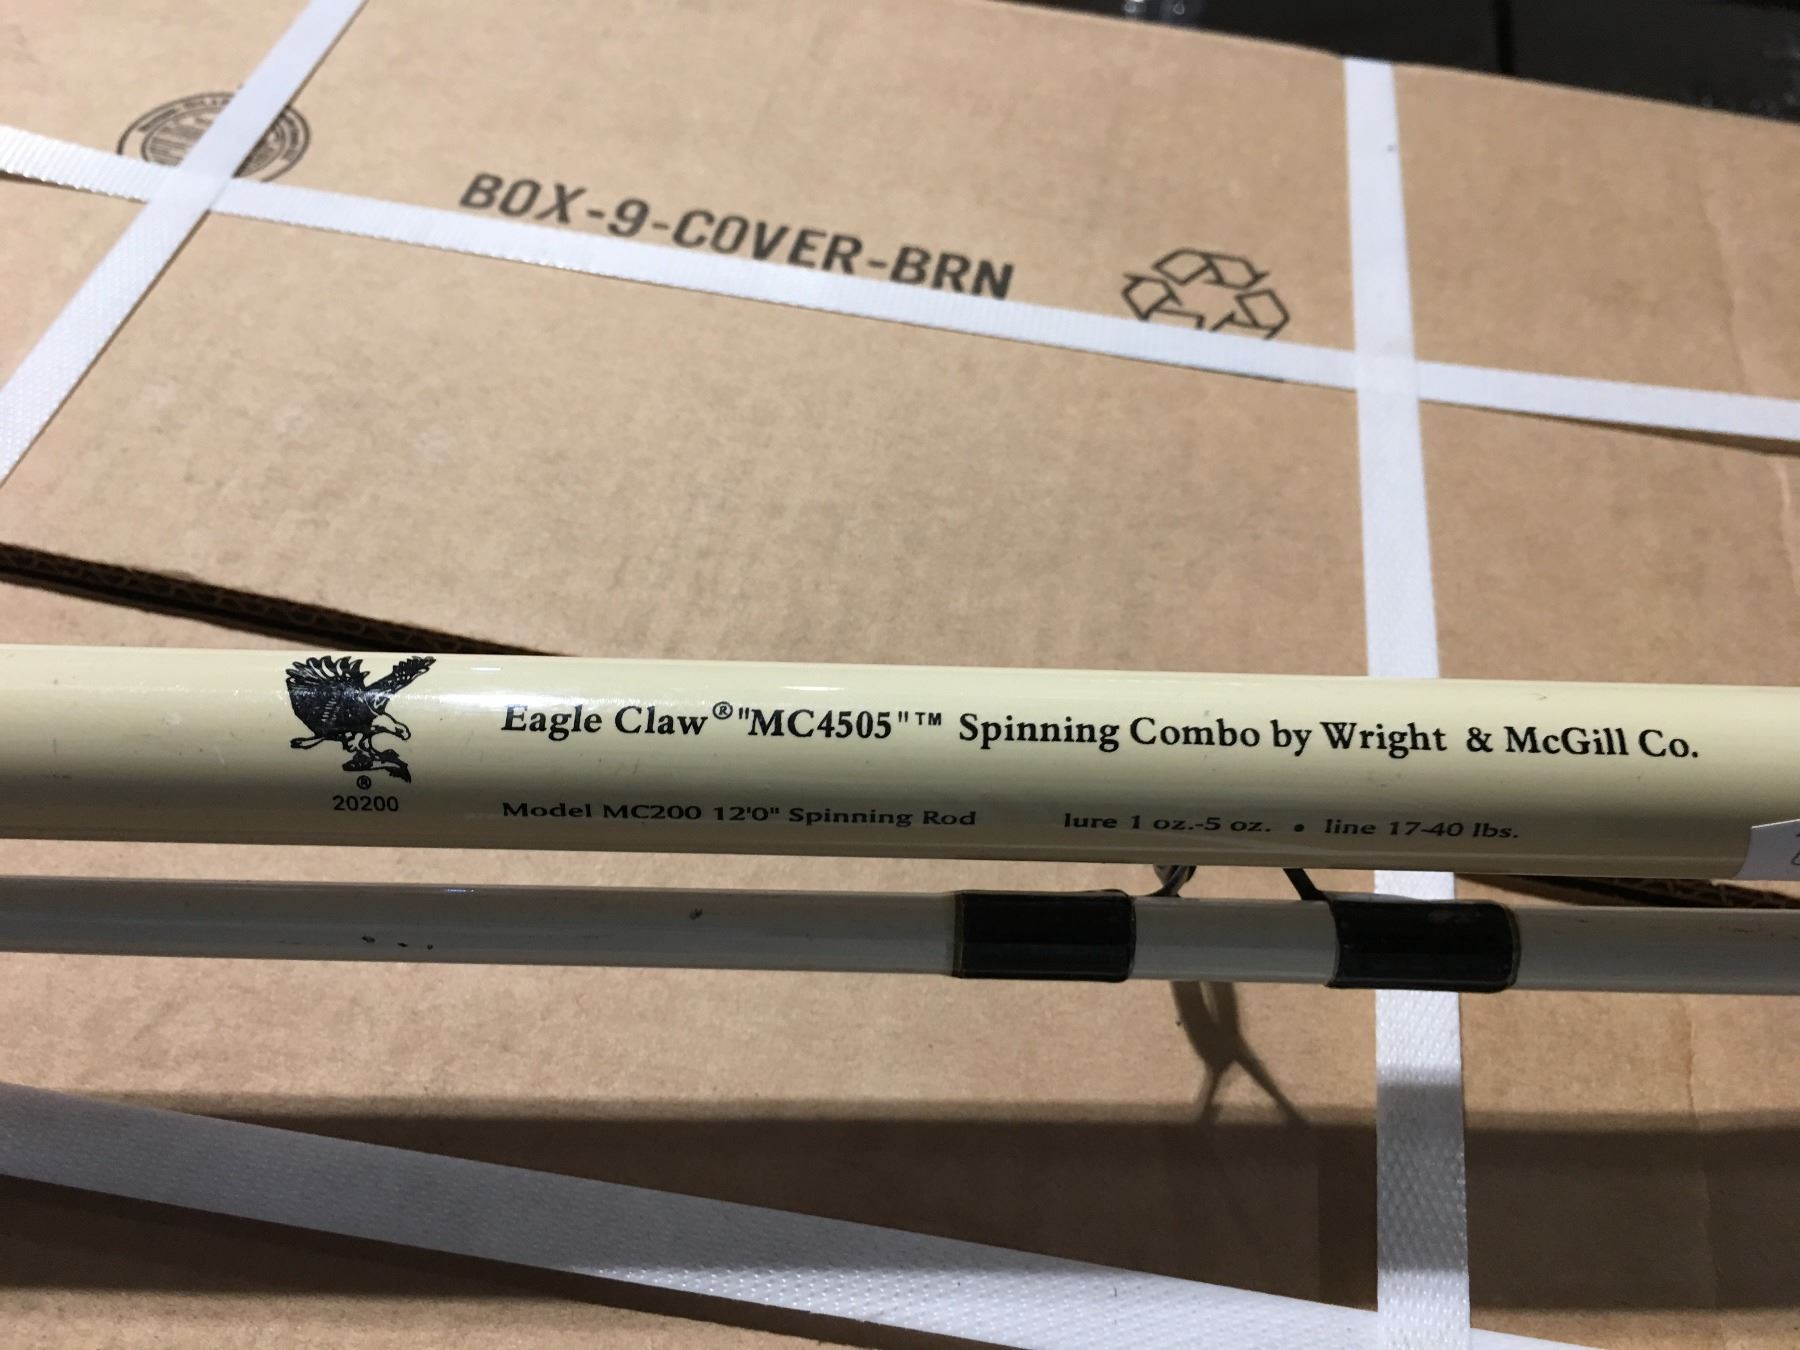 BOX-9-COVER-BRN
Eagle Claw®"MC4505"™ Spinning Combo by Wright & McGill Co.
®
20200
Model MC200 12'0" Spinning Rod lure 1 oz.-5 oz. • line 17-40 lbs.